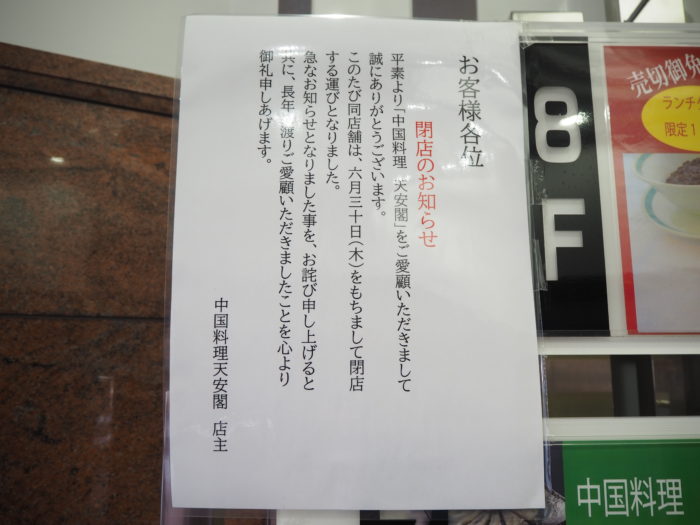 お客様各位
閉店のお知らせ
平素より「中国料理 天安閣」をご愛顧いただきまして
誠にありがとうございます。
このたび同店舗は、六月三十日(木)をもちまして閉店
する運びとなりました。
急なお知らせとなりました事を、お詫び申し上げると
共に、長年に渡りご愛顧いただきましたことを心より
御礼申しあげます。
中国料理天安閣 店主
8F
売切御免
ランチ
限定1
中国料理